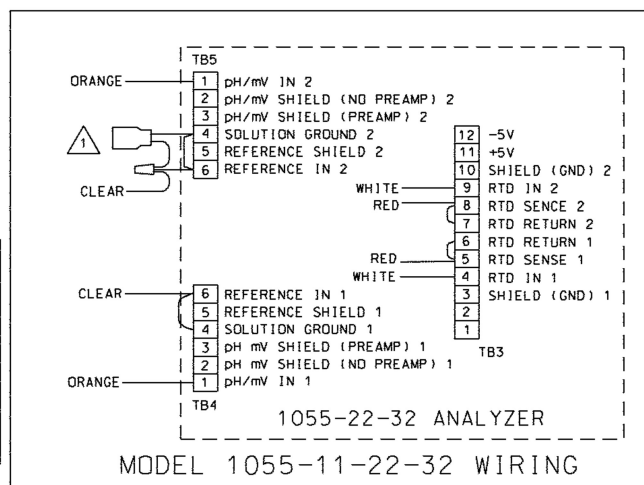 TB5
ORANGE 1 pH/mV IN 2
2 pH/mV SHIELD (NO PREAMP) 2
3 pH/mV SHIELD (PREAMP) 2
1 4 SOLUTION GROUND 2
5 REFERENCE SHIELD 2
CLEAR 6 REFERENCE IN 2
12 -5V
11 +5V
10 SHIELD (GND) 2
WHITE 9 RTD IN 2
RED 8 RTD SENCE 2
7 RTD RETURN 2
6 RTD RETURN 1
RED 5 RTD SENSE 1
WHITE 4 RTD IN 1
3 SHIELD (GND) 1
2
1
TB3
CLEAR 6 REFERENCE IN 1
5 REFERENCE SHIELD 1
4 SOLUTION GROUND 1
3 pH mV SHIELD (PREAMP) 1
2 pH mV SHIELD (NO PREAMP) 1
ORANGE 1 pH/mV IN 1
TB4
1055-22-32 ANALYZER
MODEL 1055-11-22-32 WIRING